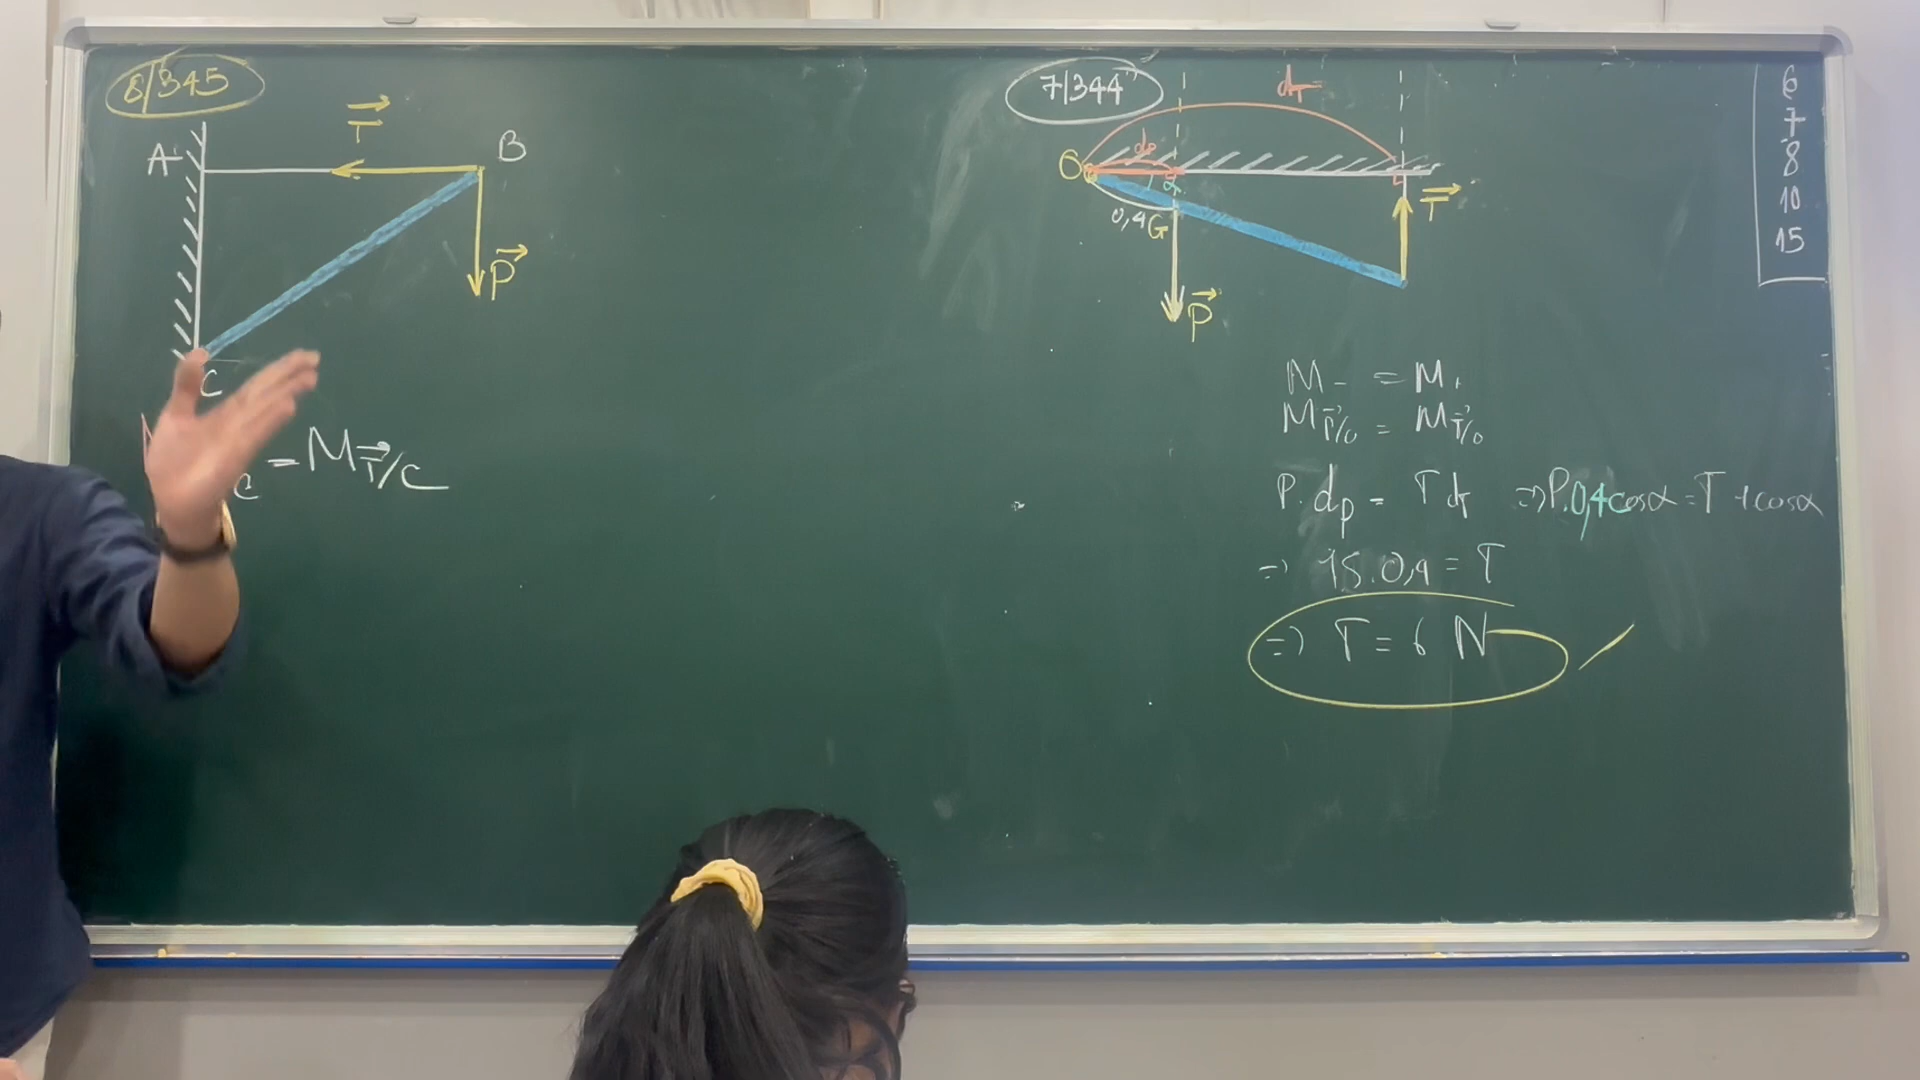 8/345
T
A
B
P
C
C = M T/C
7/344
dT
dP
O
α
0,4
G
T
P
M- = M+
M P/O = M T/O
P.dP = T dT => P.0,4cosα = T 1cosα
=> 15.0,4 = T
=> T = 6 N
6
7
8
10
15